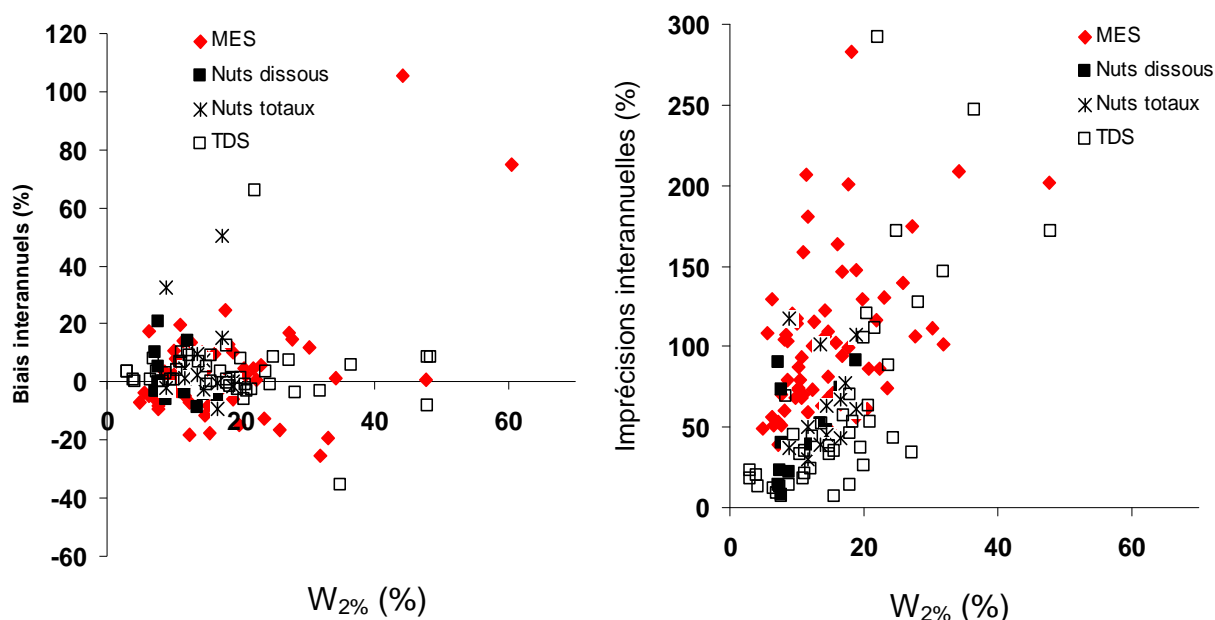 120
100
80
60
40
20
0
-20
-40
-60
Biais interannuels (%)
0
20
40
60
W2% (%)
MES
Nuts dissous
Nuts totaux
TDS
300
250
200
150
100
50
0
Imprécisions interannuelles (%)
0
20
40
60
W2% (%)
MES
Nuts dissous
Nuts totaux
TDS